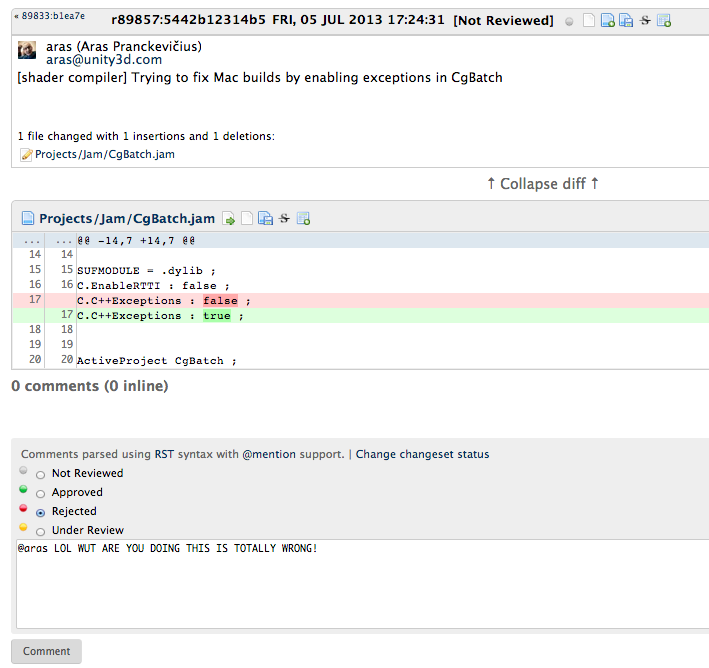 « 89833:b1ea7e r89857:5442b12314b5 FRI, 05 JUL 2013 17:24:31 [Not Reviewed]
aras (Aras Pranckevičius)
aras@unity3d.com
[shader compiler] Trying to fix Mac builds by enabling exceptions in CgBatch
1 file changed with 1 insertions and 1 deletions:
Projects/Jam/CgBatch.jam
↑ Collapse diff ↑
Projects/Jam/CgBatch.jam
... ... @@ -14,7 +14,7 @@
14 14
15 15 SUFMODULE = .dylib ;
16 16 C.EnableRTTI : false ;
17 C.C++Exceptions : false ;
17 C.C++Exceptions : true ;
18 18
19 19
20 20 ActiveProject CgBatch ;
0 comments (0 inline)
Comments parsed using RST syntax with @mention support. | Change changeset status
Not Reviewed
Approved
Rejected
Under Review
@aras LOL WUT ARE YOU DOING THIS IS TOTALLY WRONG!
Comment